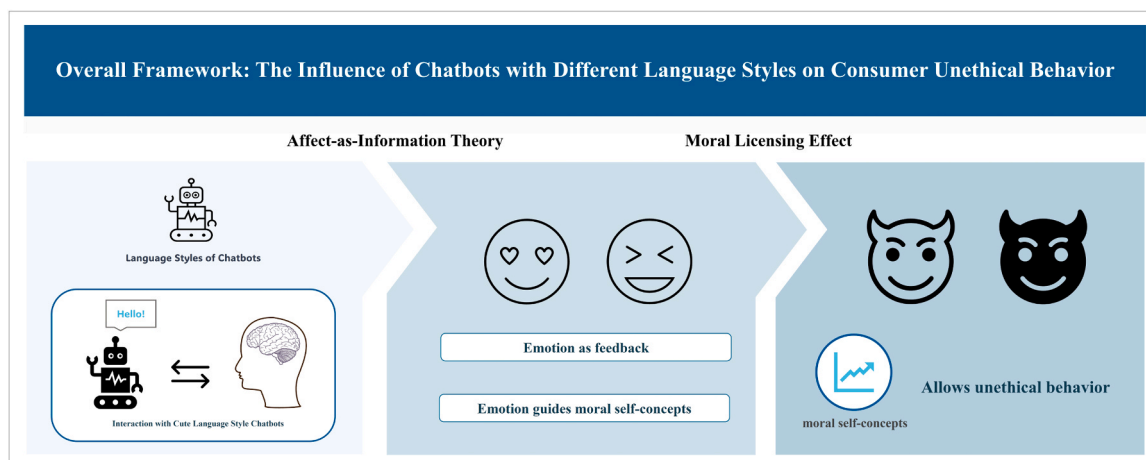 Overall Framework: The Influence of Chatbots with Different Language Styles on Consumer Unethical Behavior
Affect-as-Information Theory
Moral Licensing Effect
Language Styles of Chatbots
Hello!
Interaction with Cute Language Style Chatbots
Emotion as feedback
Emotion guides moral self-concepts
moral self-concepts
Allows unethical behavior